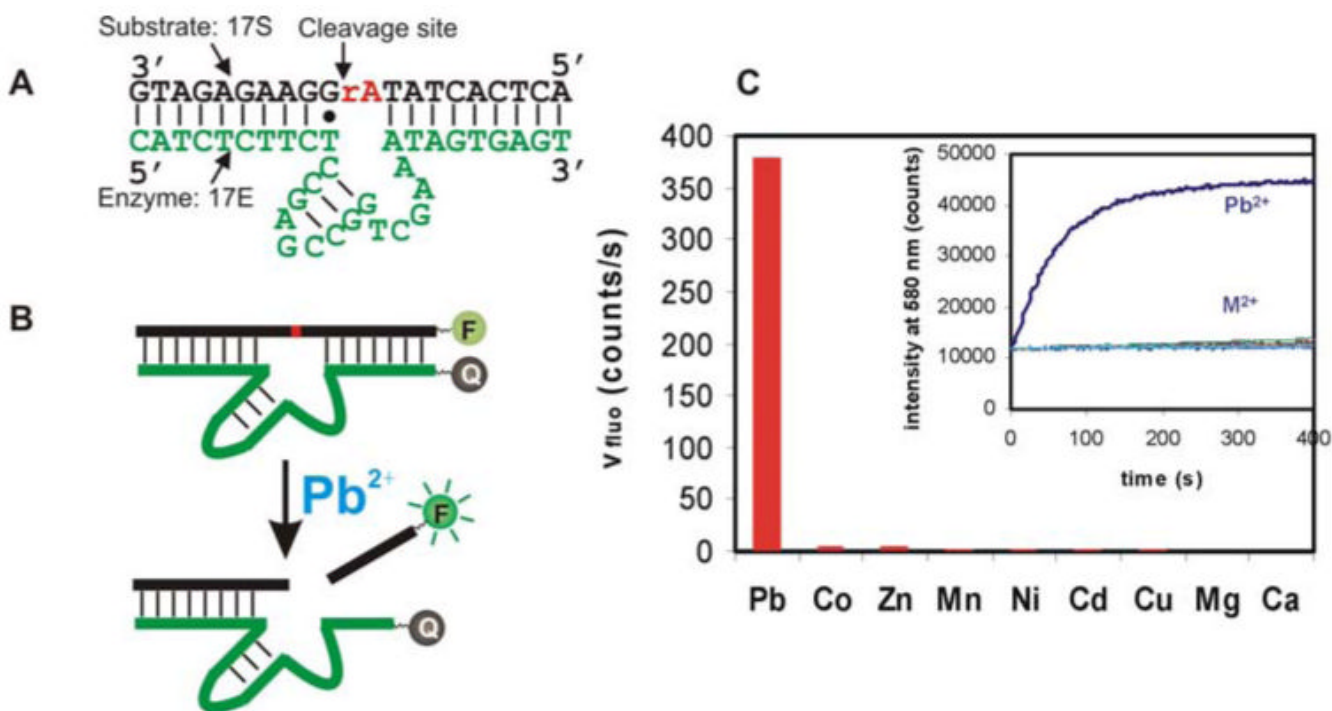 A
Substrate: 17S
Cleavage site
3′
5′
GTAGAGAAGGrATATCACTCA
CATCTCTTCT
ATAGTGAGT
5′
3′
Enzyme: 17E
C
C
G
A
G
C
C
G
G
T
C
G
A
A
B
F
Q
Pb2+
F
Q
C
400
350
300
250
200
150
100
50
0
Vfluo (counts/s)
Pb Co Zn Mn Ni Cd Cu Mg Ca
50000
40000
30000
20000
10000
0
intensity at 580 nm (counts)
Pb2+
M2+
0 100 200 300 400
time (s)